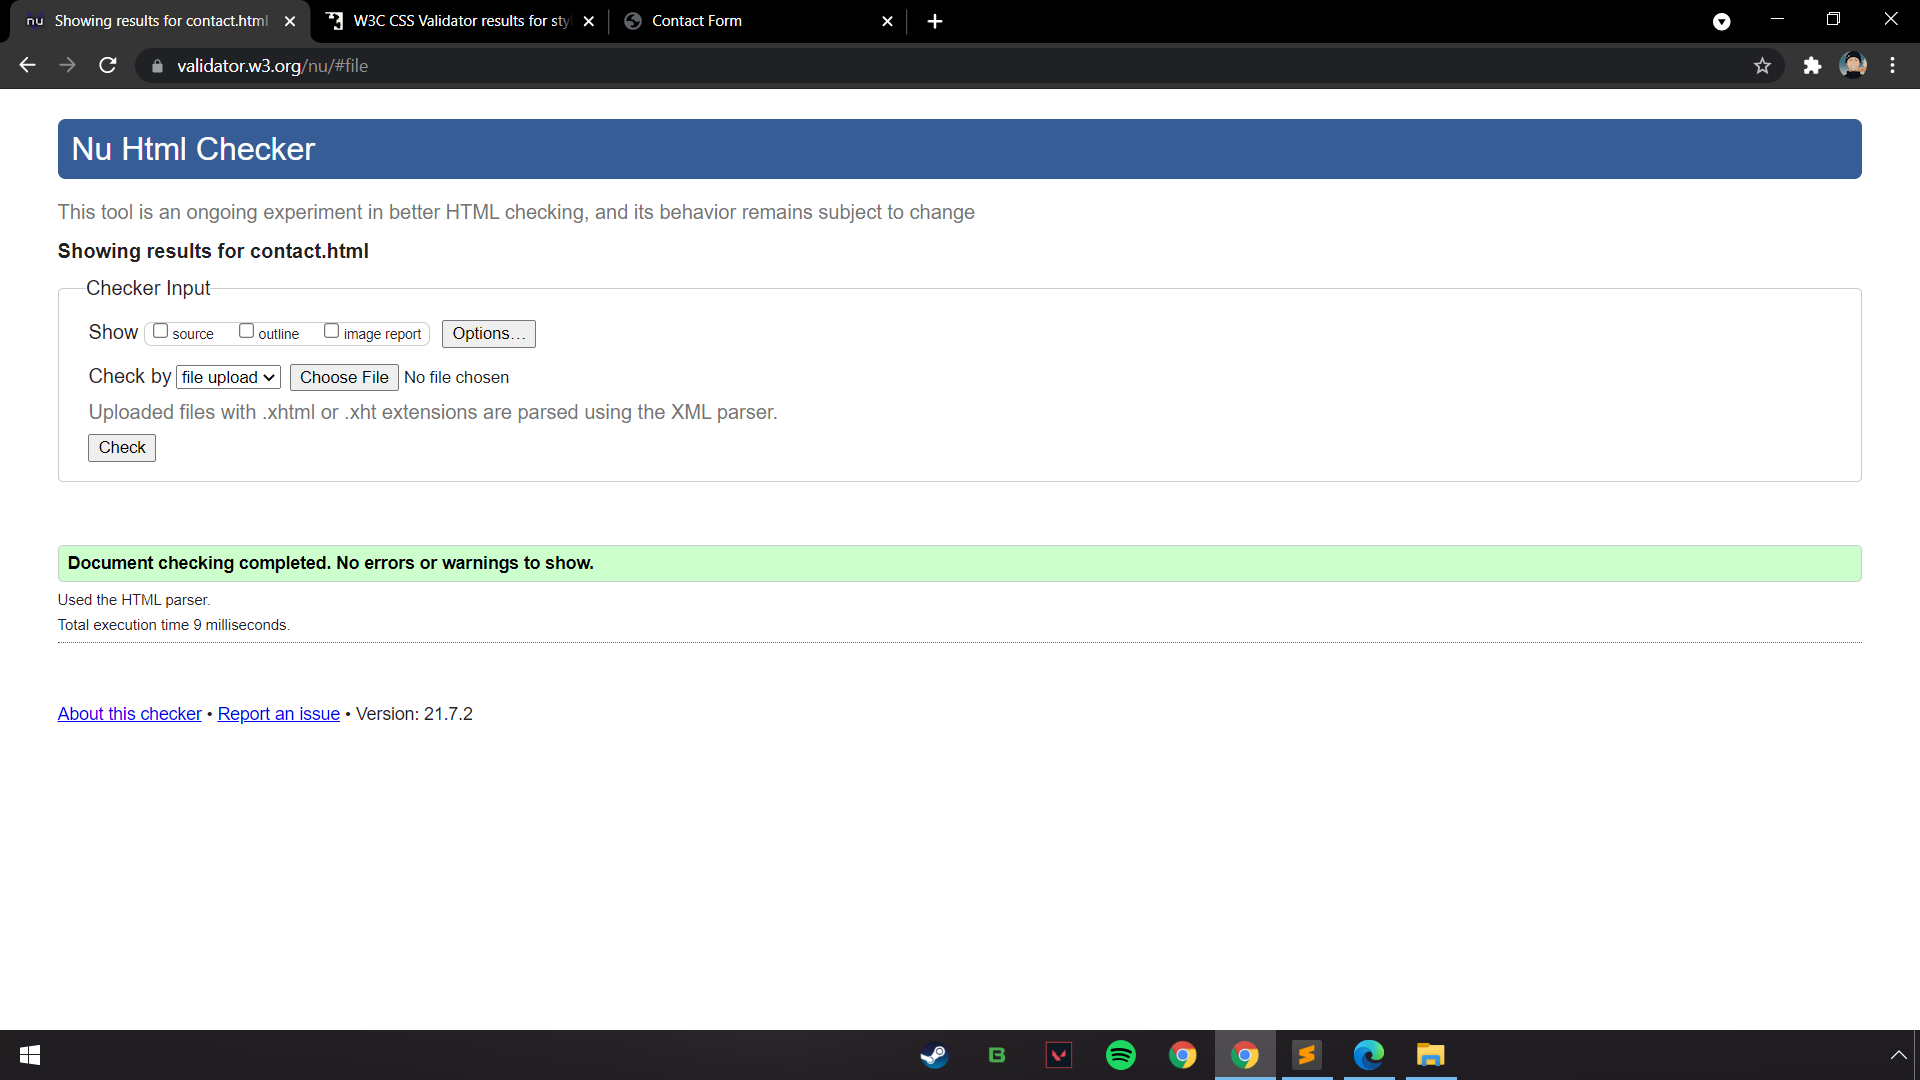 nu Showing results for contact.html
W3C CSS Validator results for sty
Contact Form
validator.w3.org/nu/#file
Nu Html Checker
This tool is an ongoing experiment in better HTML checking, and its behavior remains subject to change
Showing results for contact.html
Checker Input
Show source outline image report Options…
Check by file upload Choose File No file chosen
Uploaded files with .xhtml or .xht extensions are parsed using the XML parser.
Check
Document checking completed. No errors or warnings to show.
Used the HTML parser.
Total execution time 9 milliseconds.
About this checker • Report an issue • Version: 21.7.2